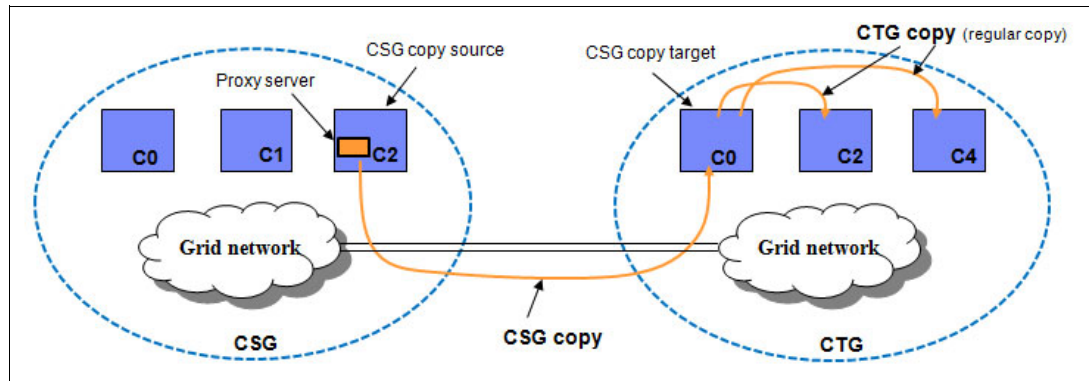 CSG copy source
Proxy server
C0
C1
C2
Grid network
CSG
CSG copy
CSG copy target
CTG copy (regular copy)
C0
C2
C4
Grid network
CTG